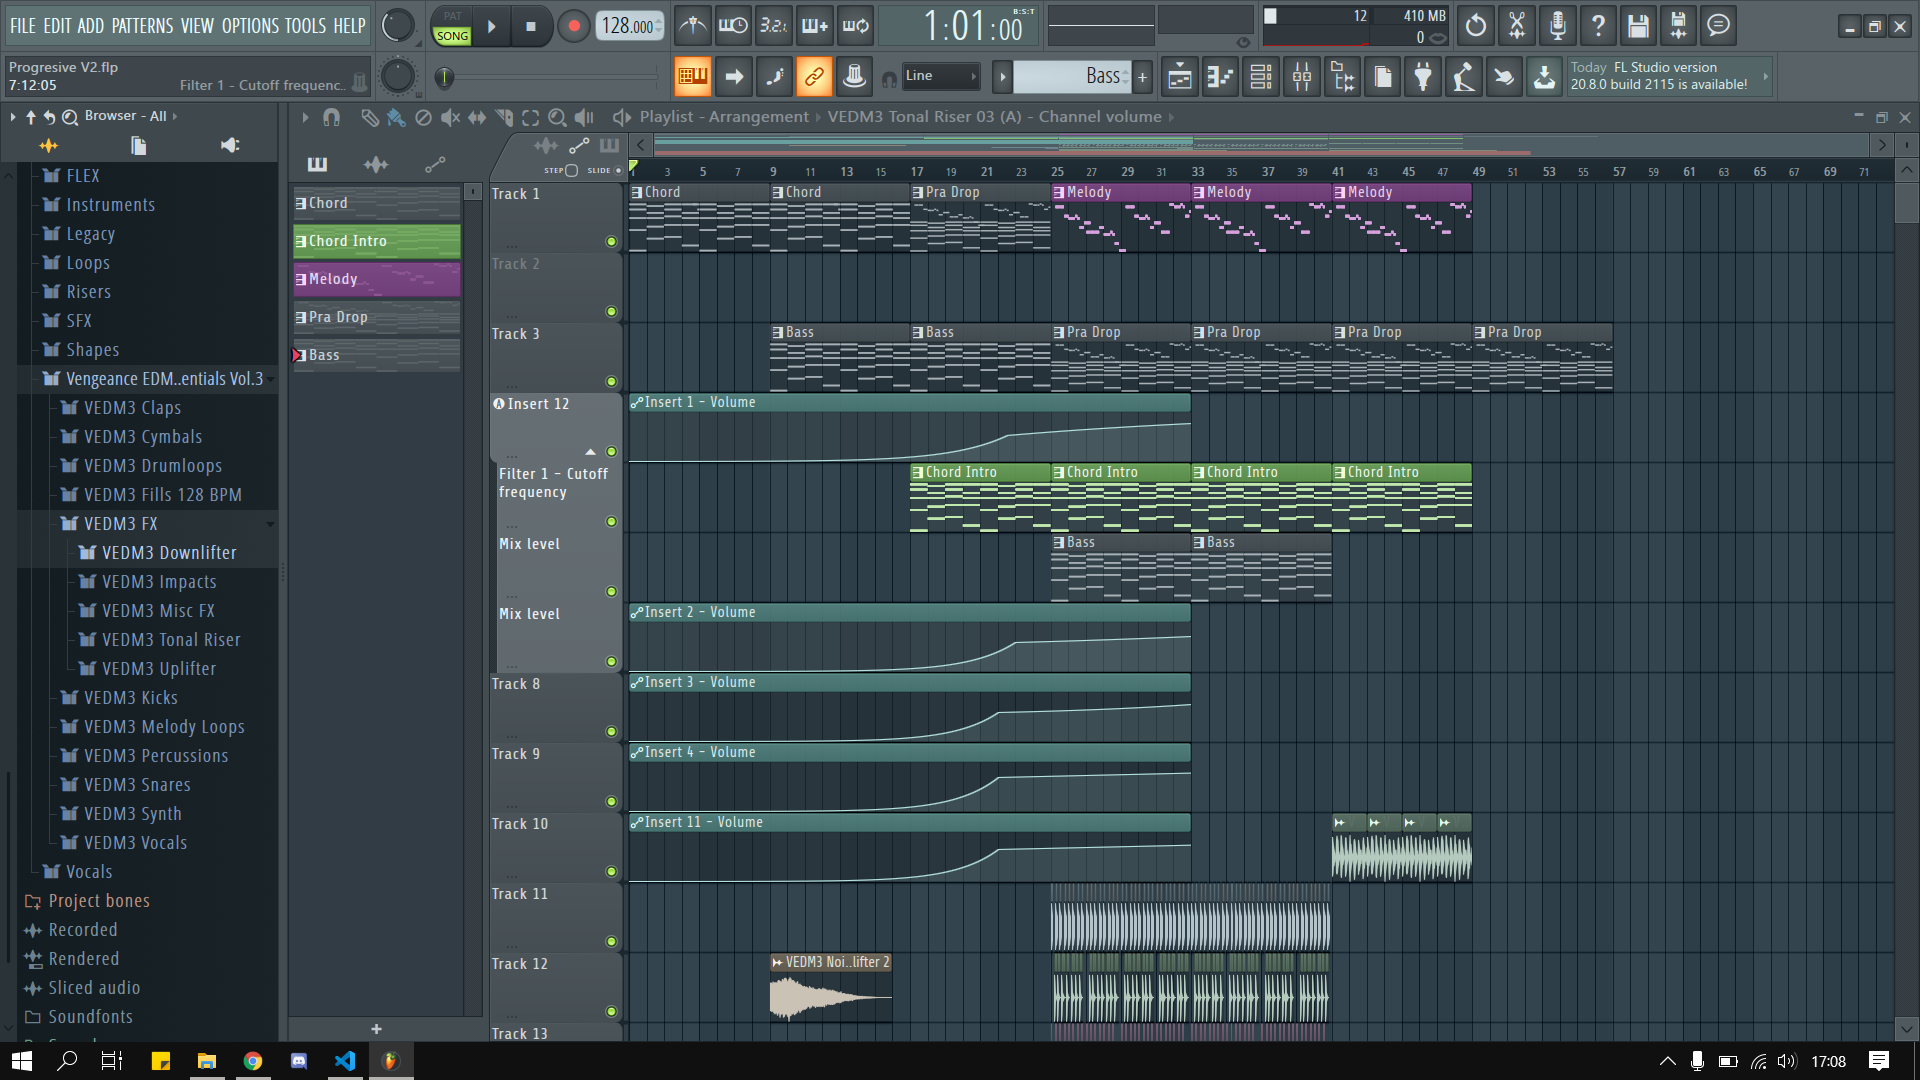 FILE EDIT ADD PATTERNS VIEW OPTIONS TOOLS HELP
PAT
SONG
128.000
3.2.1
1:01:00
B:S:T
12
410 MB
0
Progresive V2.flp
7:12:05
Filter 1 - Cutoff frequenc..
Line
Bass
Today FL Studio version
20.8.0 build 2115 is available!
Browser - All
Playlist - Arrangement
VEDM3 Tonal Riser 03 (A) - Channel volume
STEP
SLIDE
1 3 5 7 9 11 13 15 17 19 21 23 25 27 29 31 33 35 37 39 41 43 45 47 49 51 53 55 57 59 61 63 65 67 69 71
FLEX
Instruments
Legacy
Loops
Risers
SFX
Shapes
Vengeance EDM..entials Vol.3
VEDM3 Claps
VEDM3 Cymbals
VEDM3 Drumloops
VEDM3 Fills 128 BPM
VEDM3 FX
VEDM3 Downlifter
VEDM3 Impacts
VEDM3 Misc FX
VEDM3 Tonal Riser
VEDM3 Uplifter
VEDM3 Kicks
VEDM3 Melody Loops
VEDM3 Percussions
VEDM3 Snares
VEDM3 Synth
VEDM3 Vocals
Vocals
Project bones
Recorded
Rendered
Sliced audio
Soundfonts
Chord
Chord Intro
Melody
Pra Drop
Bass
+
Track 1
Chord
Chord
Pra Drop
Melody
Melody
Melody
Track 2
Track 3
Bass
Bass
Pra Drop
Pra Drop
Pra Drop
Pra Drop
Insert 12
Insert 1 - Volume
Filter 1 - Cutoff
frequency
Chord Intro
Chord Intro
Chord Intro
Chord Intro
Mix level
Bass
Bass
Mix level
Insert 2 - Volume
Track 8
Insert 3 - Volume
Track 9
Insert 4 - Volume
Track 10
Insert 11 - Volume
Track 11
Track 12
VEDM3 Noi..lifter 2
Track 13
17:08